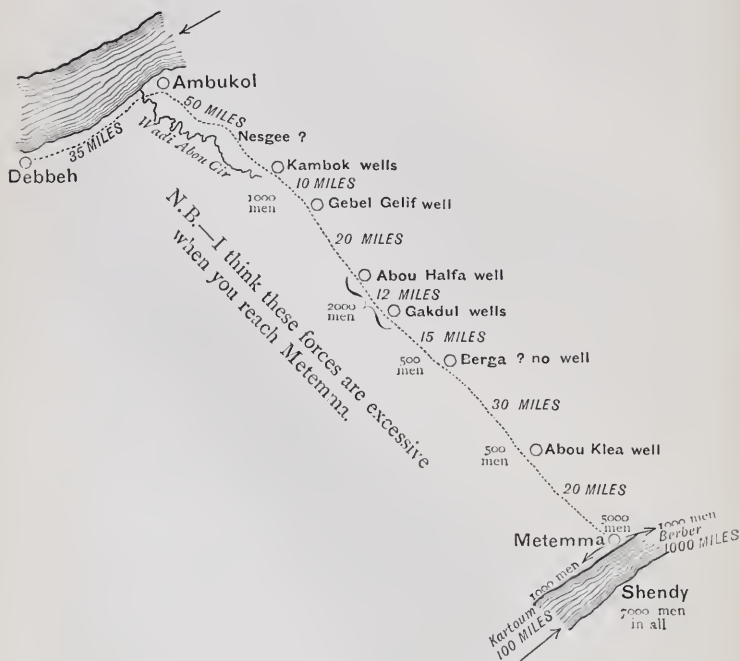 Ambukol
50 MILES
Nesgee ?
35 MILES
Wadi Abou Gir
Debbeh
Kambok wells
10 MILES
1000
men
Gebel Gelif well
20 MILES
N.B.—I think these forces are excessive
when you reach Metemma.
Abou Halfa well
12 MILES
2000
men
Gakdul wells
15 MILES
500
men
Berga ? no well
30 MILES
500
men
Abou Klea well
20 MILES
5000
men
Metemma
1000 men
Berber
1000 MILES
1000 men
Kartoum
100 MILES
Shendy
7000 men
in all